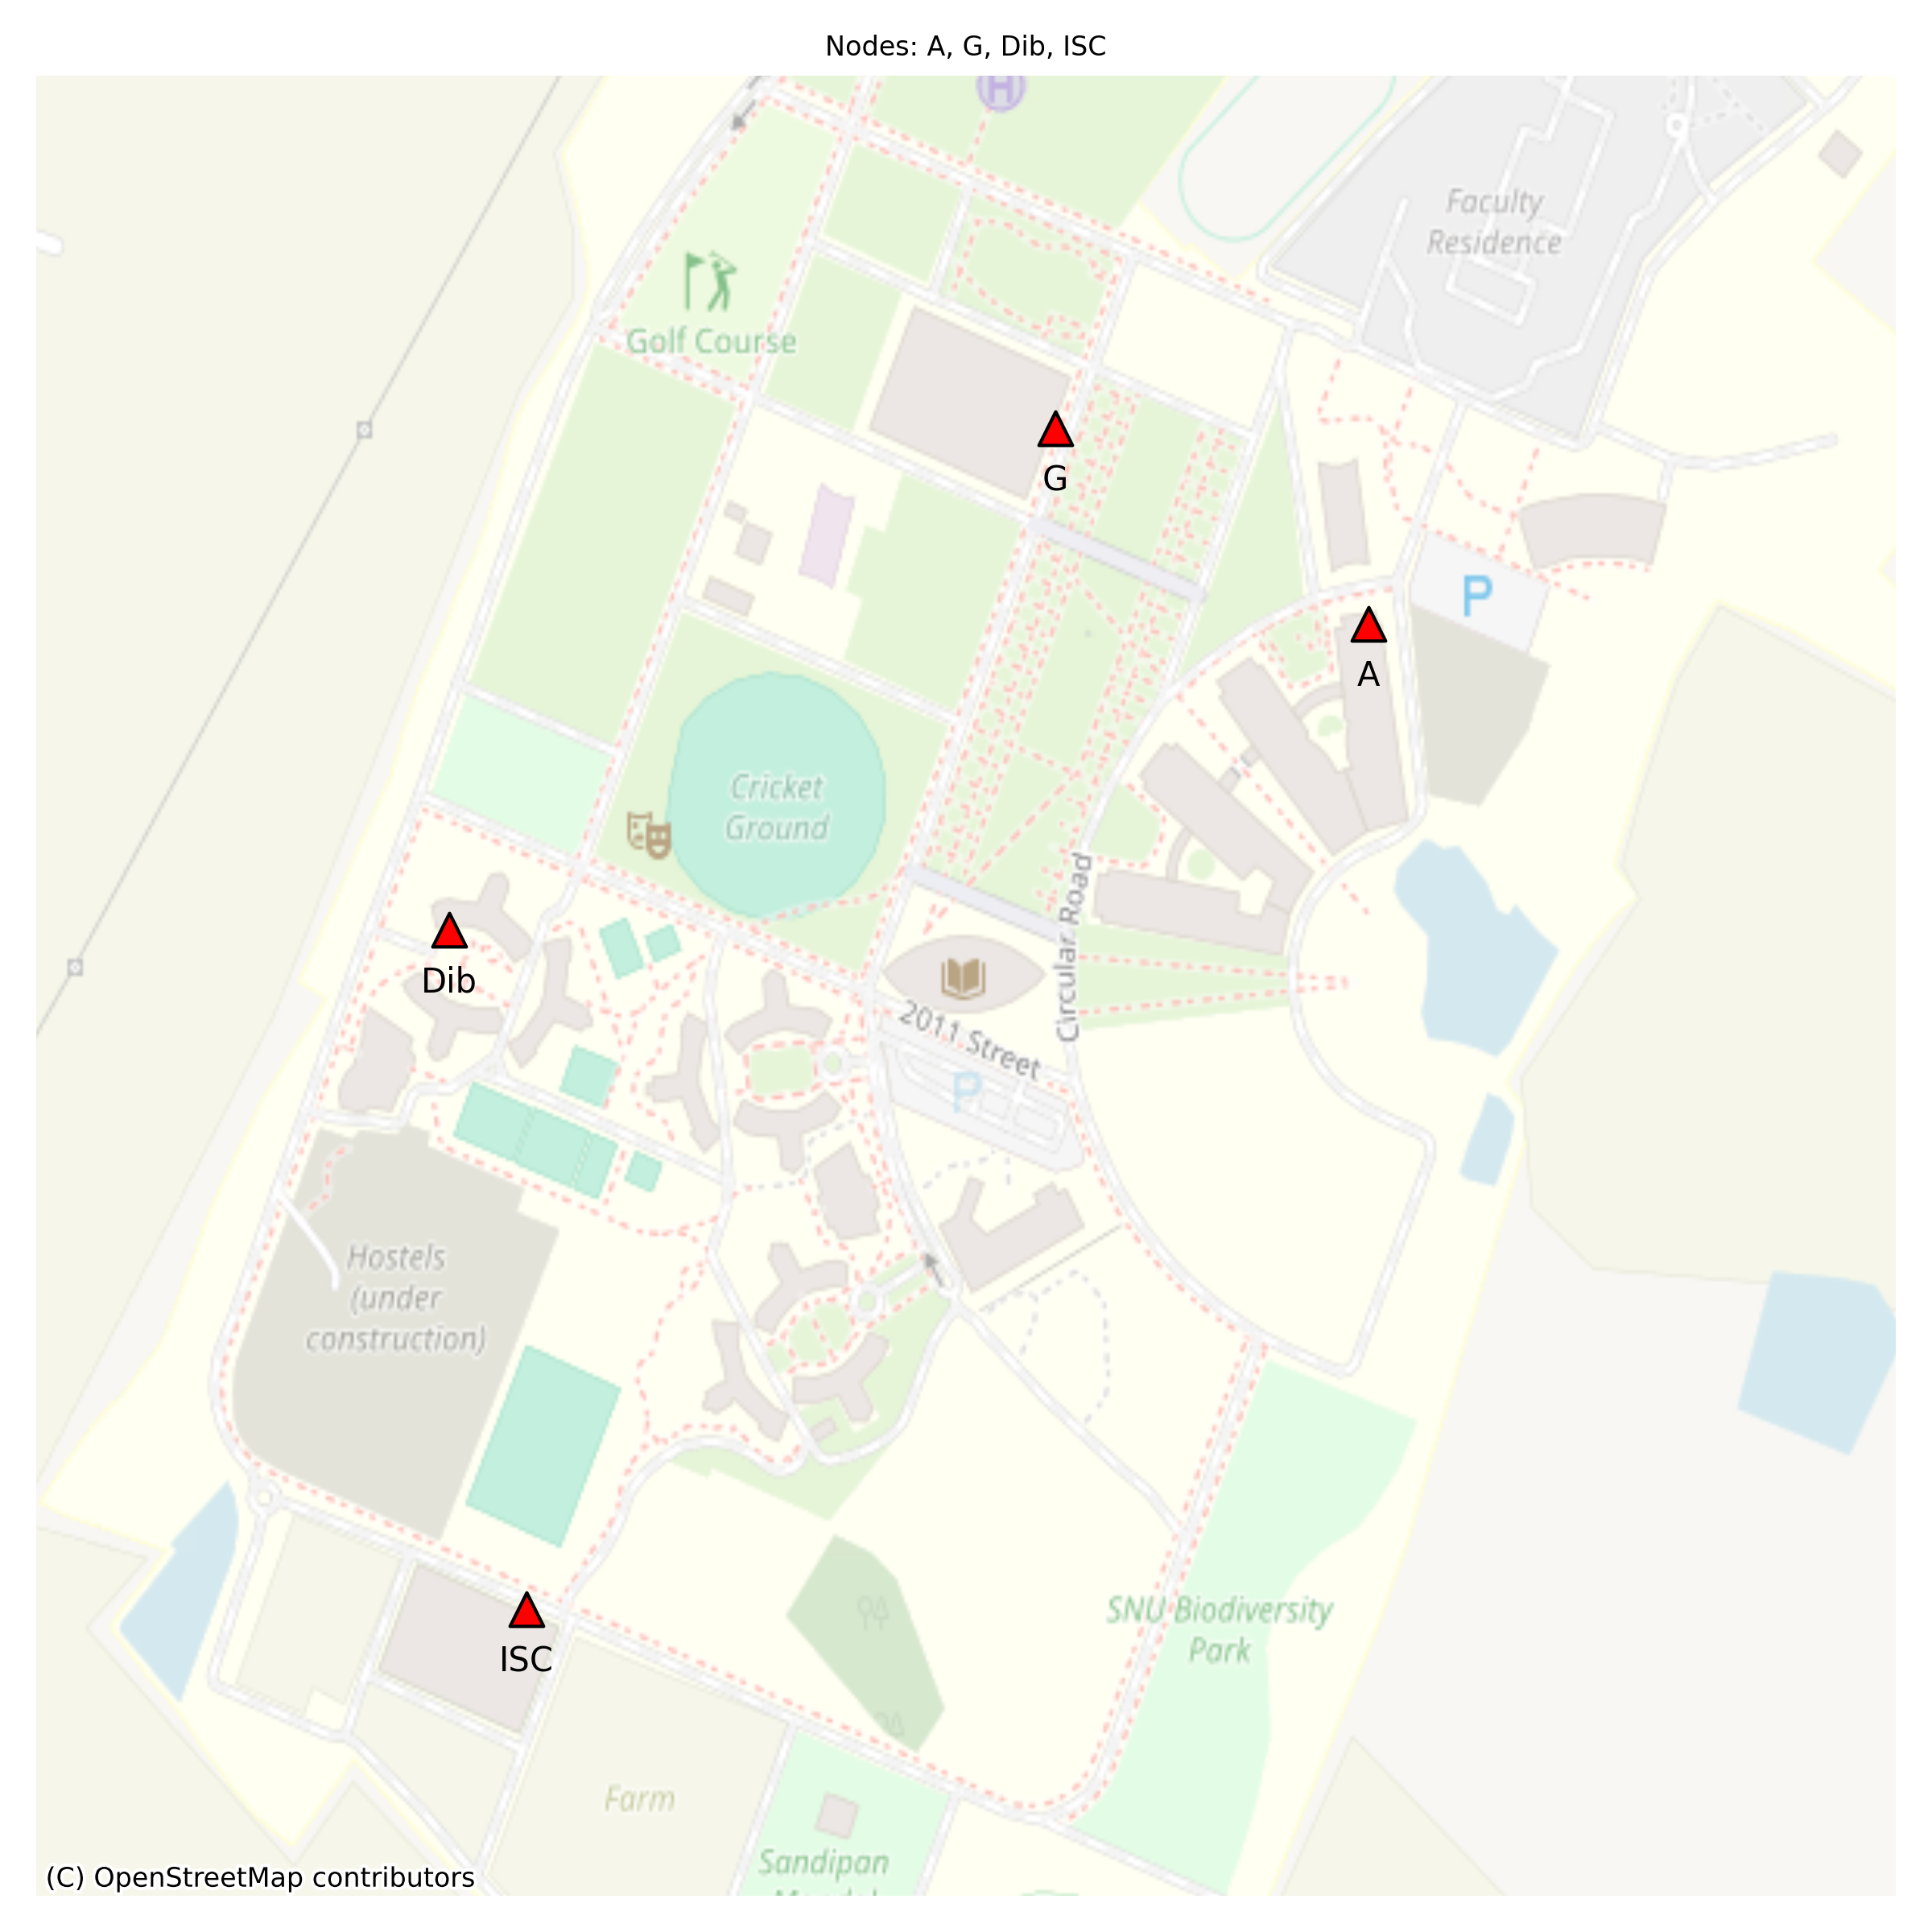 Nodes: A, G, Dib, ISC
H
Faculty
Residence
Golf Course
G
P
A
Cricket
Ground
Circular Road
Dib
2011 Street
P
Hostels
(under
construction)
ISC
SNU Biodiversity
Park
Farm
Sandipan
(C) OpenStreetMap contributors